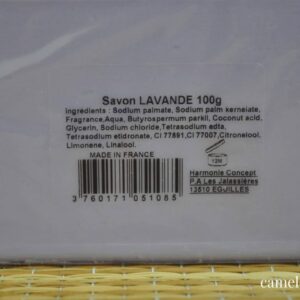 Savon LAVANDE 100g
Ingrédients : Sodium palmate, Sodium palm kernelate,
Fragrance,Aqua, Butyrospermum parkii, Coconut acid,
Glycerin, Sodium chloride,Tetrasodium edta,
Tetrasodium etidronate, CI 77891,CI 77007,Citronelool,
Limonene, Linalool.
MADE IN FRANCE
12M
Harmonie Concept
P.A Les Jalassières
13510 EGUILLES
3 760171 051085
camel